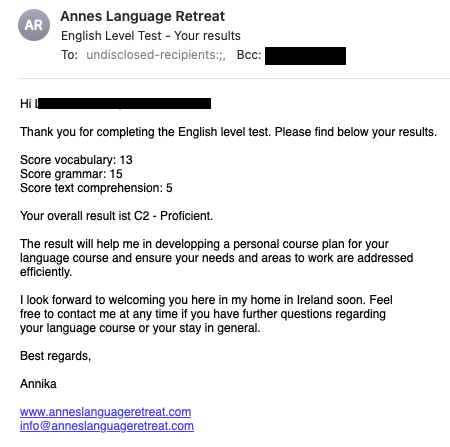 AR
Annes Language Retreat
English Level Test - Your results
To: undisclosed-recipients:;, Bcc:
Hi
Thank you for completing the English level test. Please find below your results.
Score vocabulary: 13
Score grammar: 15
Score text comprehension: 5
Your overall result ist C2 - Proficient.
The result will help me in developping a personal course plan for your
language course and ensure your needs and areas to work are addressed
efficiently.
I look forward to welcoming you here in my home in Ireland soon. Feel
free to contact me at any time if you have further questions regarding
your language course or your stay in general.
Best regards,
Annika
www.anneslanguageretreat.com
info@anneslanguageretreat.com